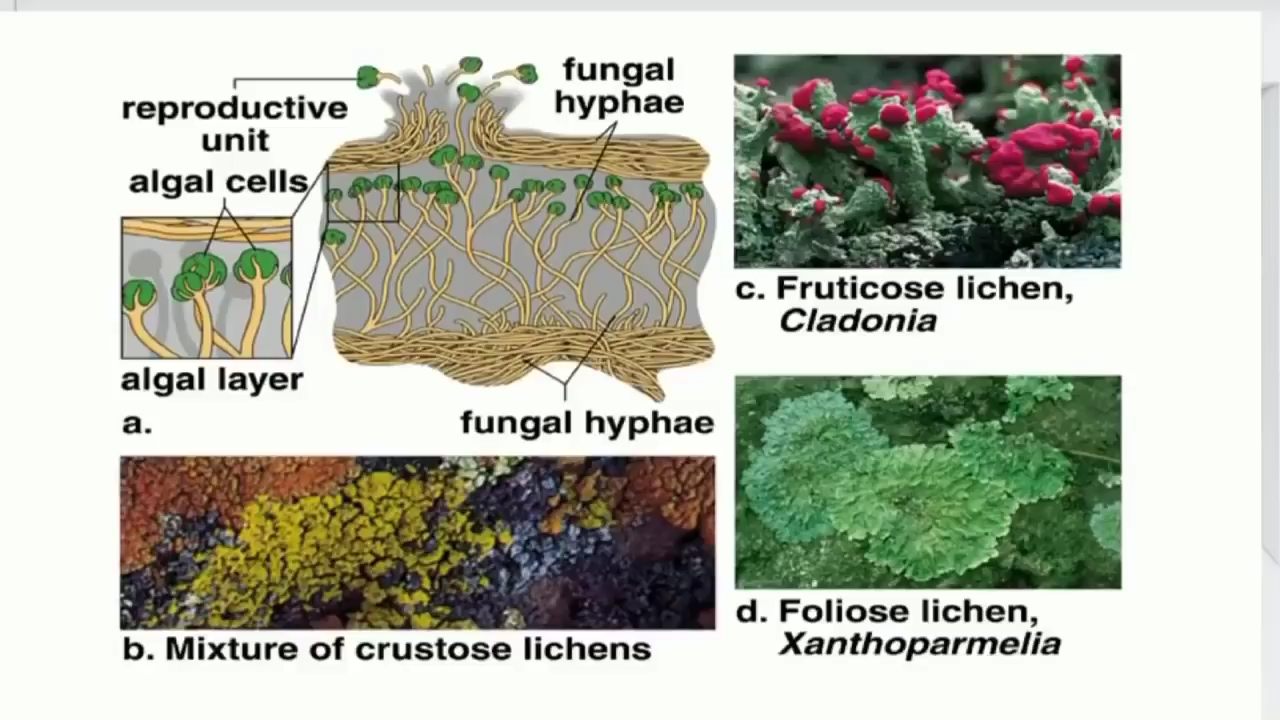 reproductive
unit
algal cells
fungal
hyphae
algal layer
a.
fungal hyphae
b. Mixture of crustose lichens
c. Fruticose lichen,
Cladonia
d. Foliose lichen,
Xanthoparmelia